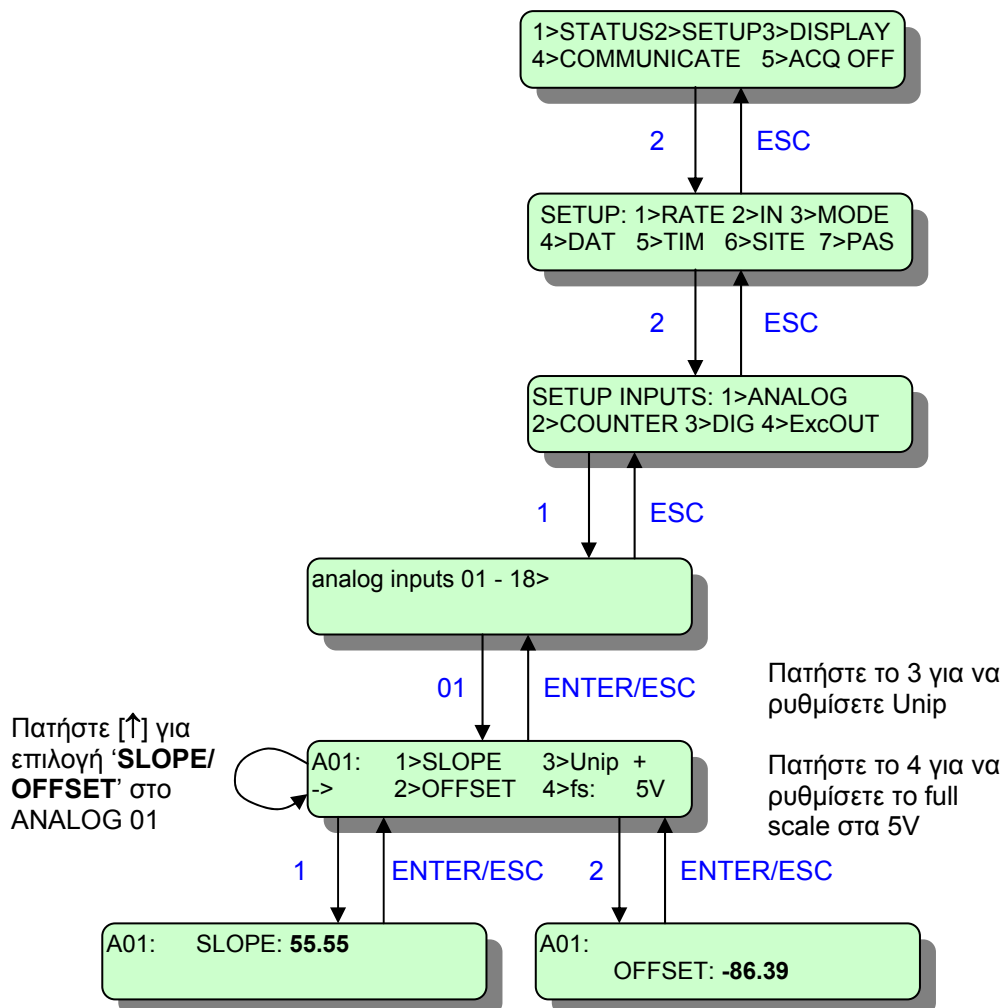 1>STATUS2>SETUP3>DISPLAY
4>COMMUNICATE 5>ACQ OFF
2
ESC
SETUP: 1>RATE 2>IN 3>MODE
4>DAT 5>TIM 6>SITE 7>PAS
2
ESC
SETUP INPUTS: 1>ANALOG
2>COUNTER 3>DIG 4>ExcOUT
1
ESC
analog inputs 01 - 18>
01
ENTER/ESC
Πατήστε το 3 για να
ρυθμίσετε Unip
Πατήστε [↑] για
επιλογή ‘SLOPE/
OFFSET’ στο
ANALOG 01
A01: 1>SLOPE 3>Unip +
-> 2>OFFSET 4>fs: 5V
Πατήστε το 4 για να
ρυθμίσετε το full
scale στα 5V
1
ENTER/ESC
2
ENTER/ESC
A01: SLOPE: 55.55
A01:
OFFSET: -86.39